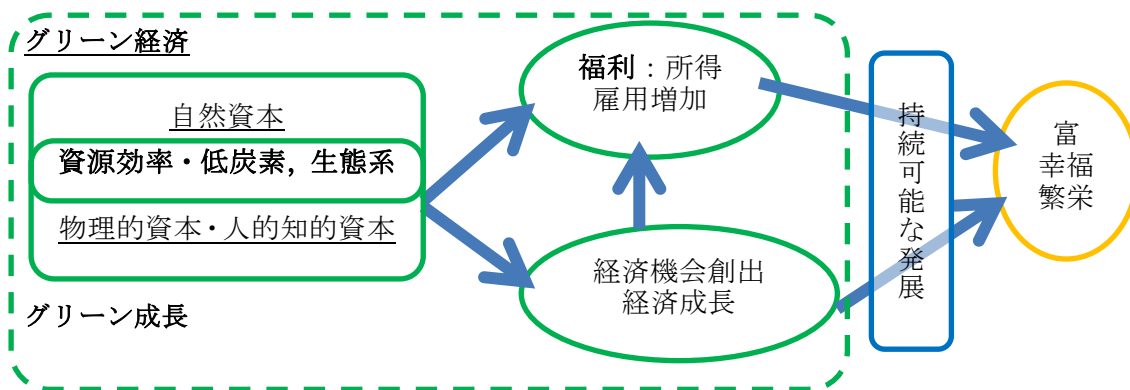 グリーン経済
自然資本
資源効率・低炭素, 生態系
物理的資本・人的知的資本
グリーン成長
福利：所得
雇用増加
経済機会創出
経済成長
持続可能な発展
富
幸福
繁栄